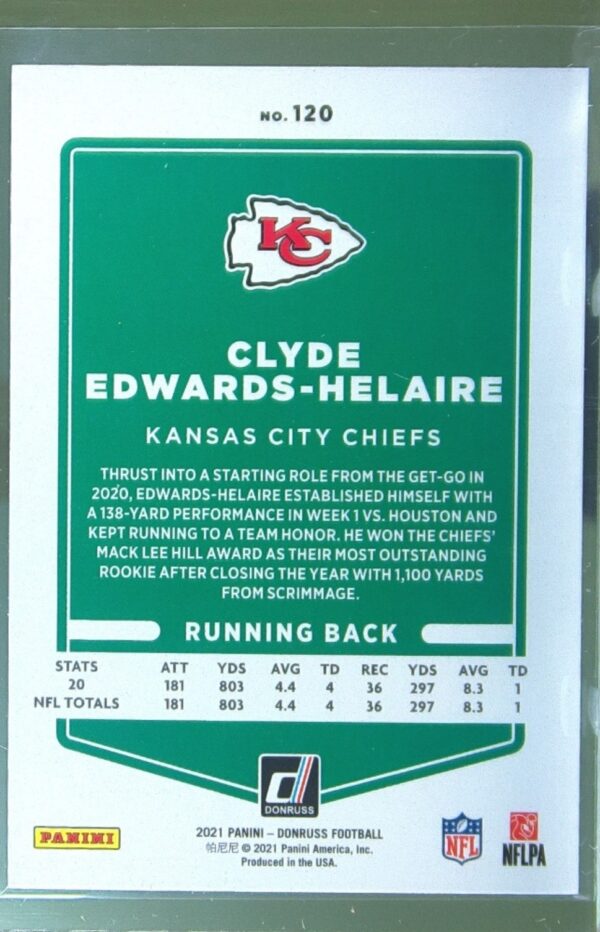 NO. 120
KC
CLYDE
EDWARDS-HELAIRE
KANSAS CITY CHIEFS
THRUST INTO A STARTING ROLE FROM THE GET-GO IN
2020, EDWARDS-HELAIRE ESTABLISHED HIMSELF WITH
A 138-YARD PERFORMANCE IN WEEK 1 VS. HOUSTON AND
KEPT RUNNING TO A TEAM HONOR. HE WON THE CHIEFS'
MACK LEE HILL AWARD AS THEIR MOST OUTSTANDING
ROOKIE AFTER CLOSING THE YEAR WITH 1,100 YARDS
FROM SCRIMMAGE.
RUNNING BACK
STATS ATT YDS AVG TD REC YDS AVG TD
20 181 803 4.4 4 36 297 8.3 1
NFL TOTALS 181 803 4.4 4 36 297 8.3 1
d
DONRUSS
PANINI
2021 PANINI – DONRUSS FOOTBALL
帕尼尼 © 2021 Panini America, Inc.
Produced in the USA.
NFL
NFLPA